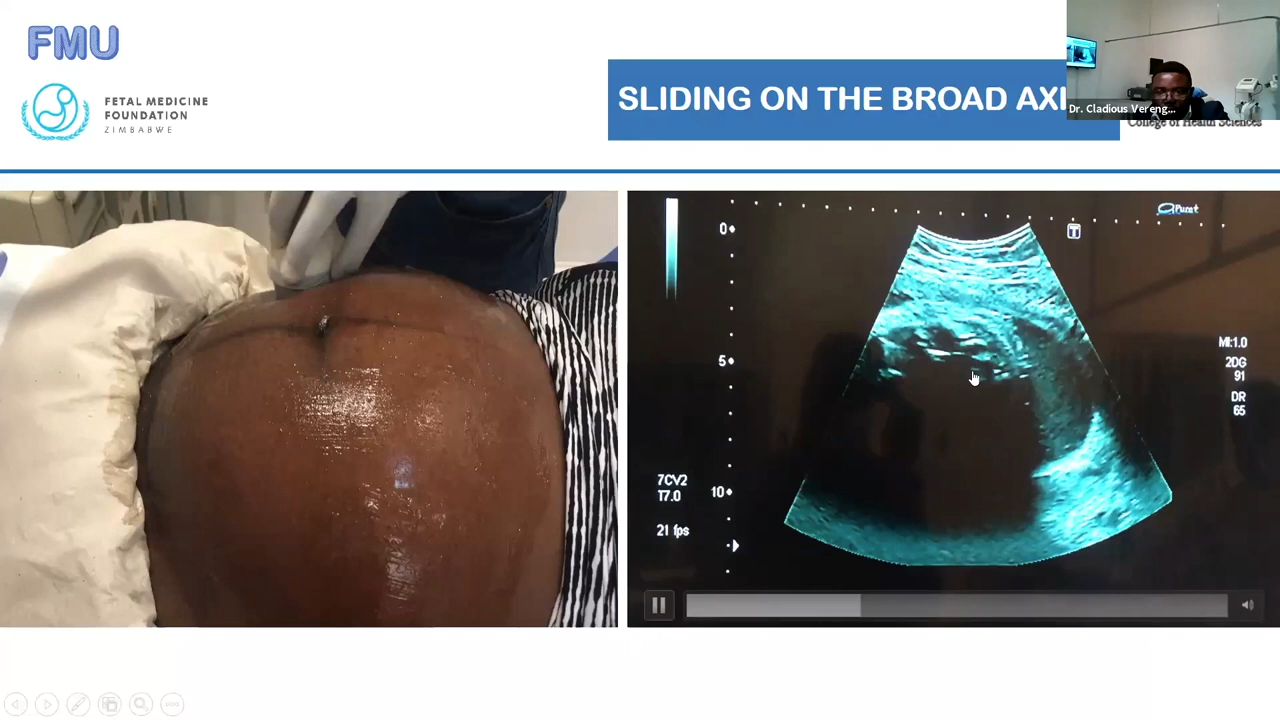 FMU
FETAL MEDICINE
FOUNDATION
ZIMBABWE
SLIDING ON THE BROAD AXI
Dr. Cladious Vereng...
College of Health Sciences
0
T
5
MI:1.0
2DG
91
DR
65
7CV2
T7.0
10
21 fps